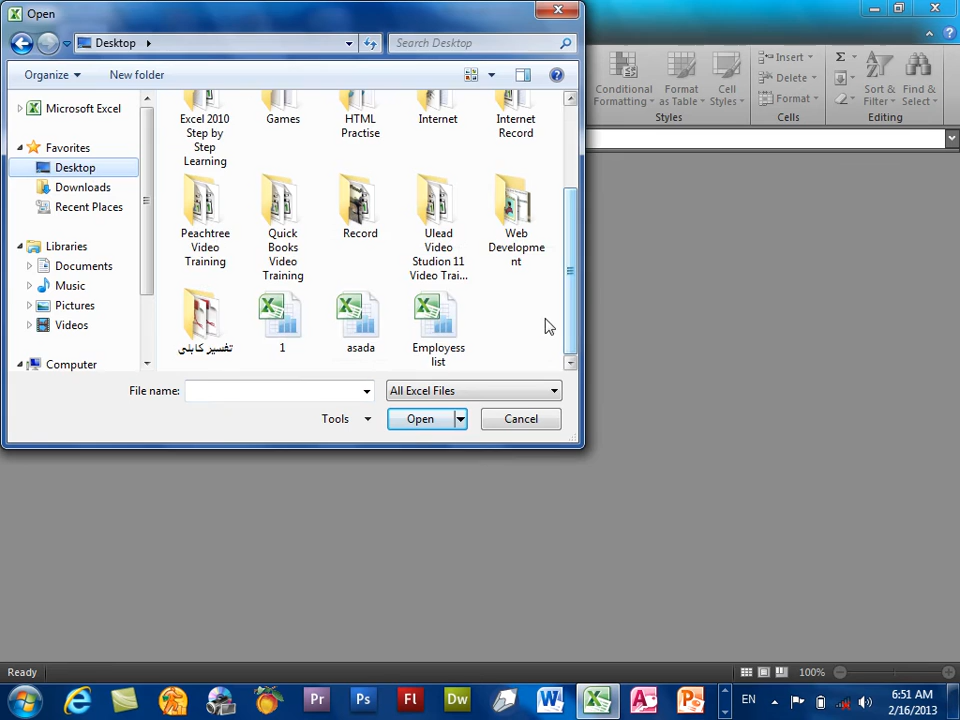 Open
Desktop
Search Desktop
Organize
New folder
Microsoft Excel
Favorites
Desktop
Downloads
Recent Places
Libraries
Documents
Music
Pictures
Videos
Computer
Excel 2010
Step by
Step
Learning
Games
HTML
Practise
Internet
Internet
Record
Peachtree
Video
Training
Quick
Books
Video
Training
Record
Ulead
Video
Studion 11
Video Trai...
Web
Developme
nt
تفسیر کابلی
1
asada
Employess
list
File name:
All Excel Files
Tools
Open
Cancel
Conditional
Formatting
Format
as Table
Cell
Styles
Styles
Insert
Delete
Format
Cells
Σ
Sort &
Filter
Find &
Select
Editing
Ready
100%
Pr
Ps
Fl
Dw
EN
6:51 AM
2/16/2013